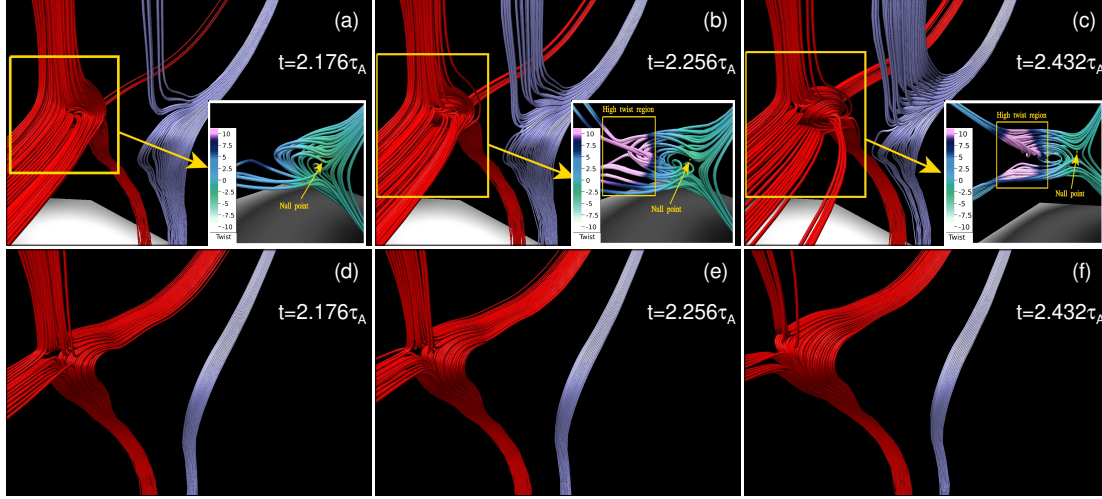 (a)
t=2.176τA
10
7.5
5
2.5
0
-2.5
-5
-7.5
-10
Twist
Null point
(b)
t=2.256τA
High twist region
10
7.5
5
2.5
0
-2.5
-5
-7.5
-10
Twist
Null point
(c)
t=2.432τA
High twist region
10
7.5
5
2.5
0
-2.5
-5
-7.5
-10
Twist
Null point
(d)
t=2.176τA
(e)
t=2.256τA
(f)
t=2.432τA